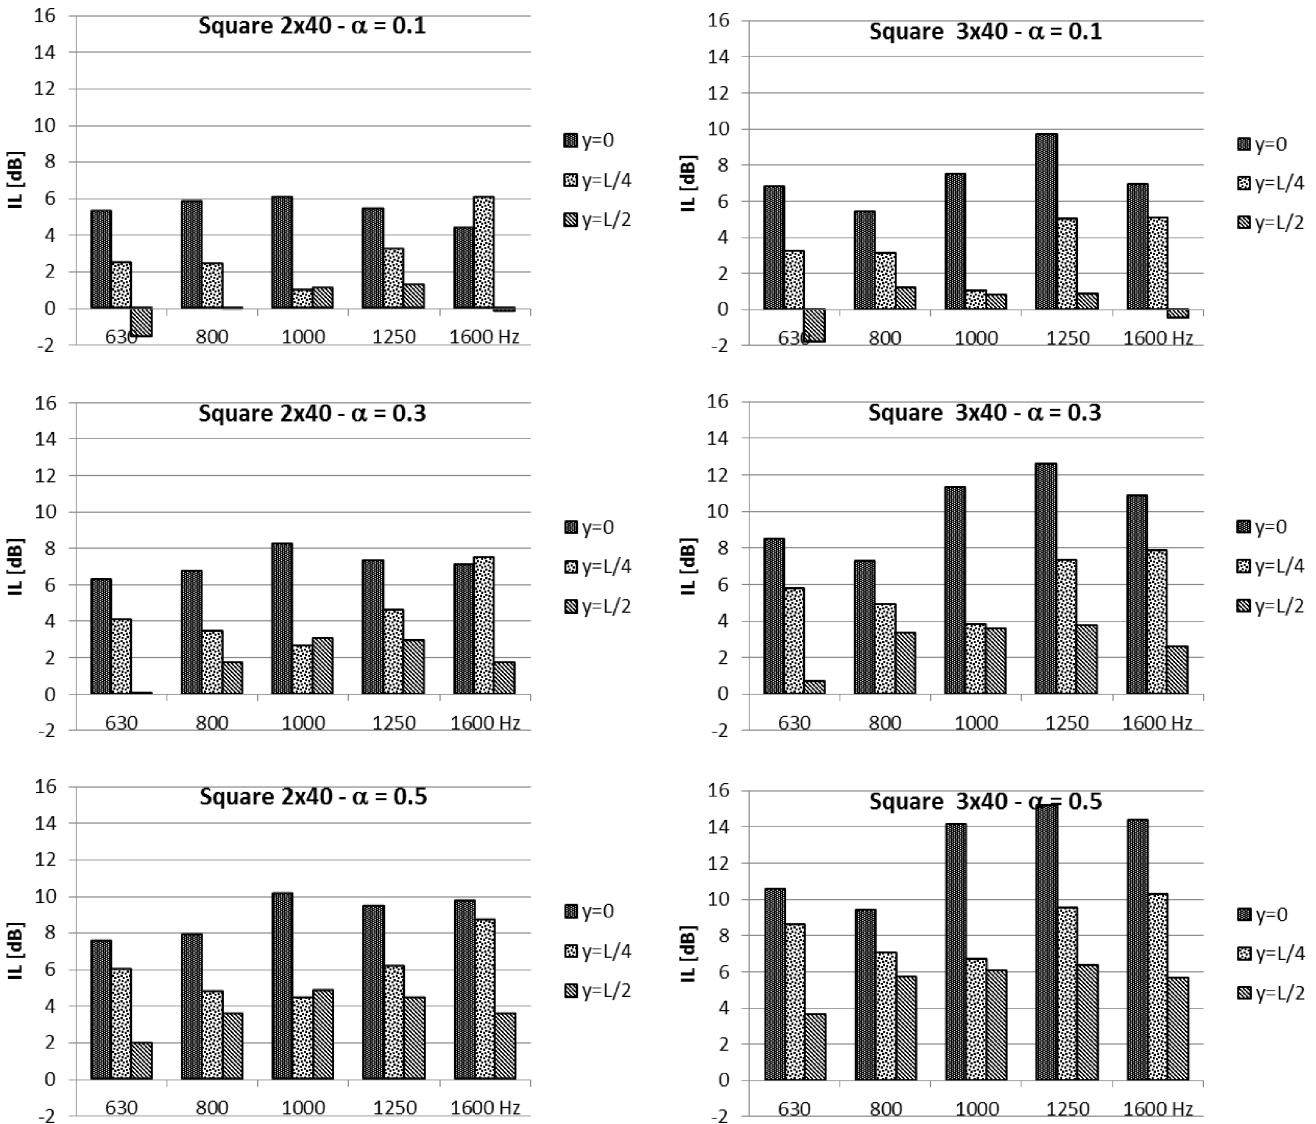 Square 2x40 - α = 0.1
IL [dB]
16
14
12
10
8
6
4
2
0
-2
630 800 1000 1250 1600 Hz
y=0
y=L/4
y=L/2
Square 3x40 - α = 0.1
IL [dB]
16
14
12
10
8
6
4
2
0
-2
630 800 1000 1250 1600 Hz
y=0
y=L/4
y=L/2
Square 2x40 - α = 0.3
IL [dB]
16
14
12
10
8
6
4
2
0
-2
630 800 1000 1250 1600 Hz
y=0
y=L/4
y=L/2
Square 3x40 - α = 0.3
IL [dB]
16
14
12
10
8
6
4
2
0
-2
630 800 1000 1250 1600 Hz
y=0
y=L/4
y=L/2
Square 2x40 - α = 0.5
IL [dB]
16
14
12
10
8
6
4
2
0
-2
630 800 1000 1250 1600 Hz
y=0
y=L/4
y=L/2
Square 3x40 - α = 0.5
IL [dB]
16
14
12
10
8
6
4
2
0
-2
630 800 1000 1250 1600 Hz
y=0
y=L/4
y=L/2